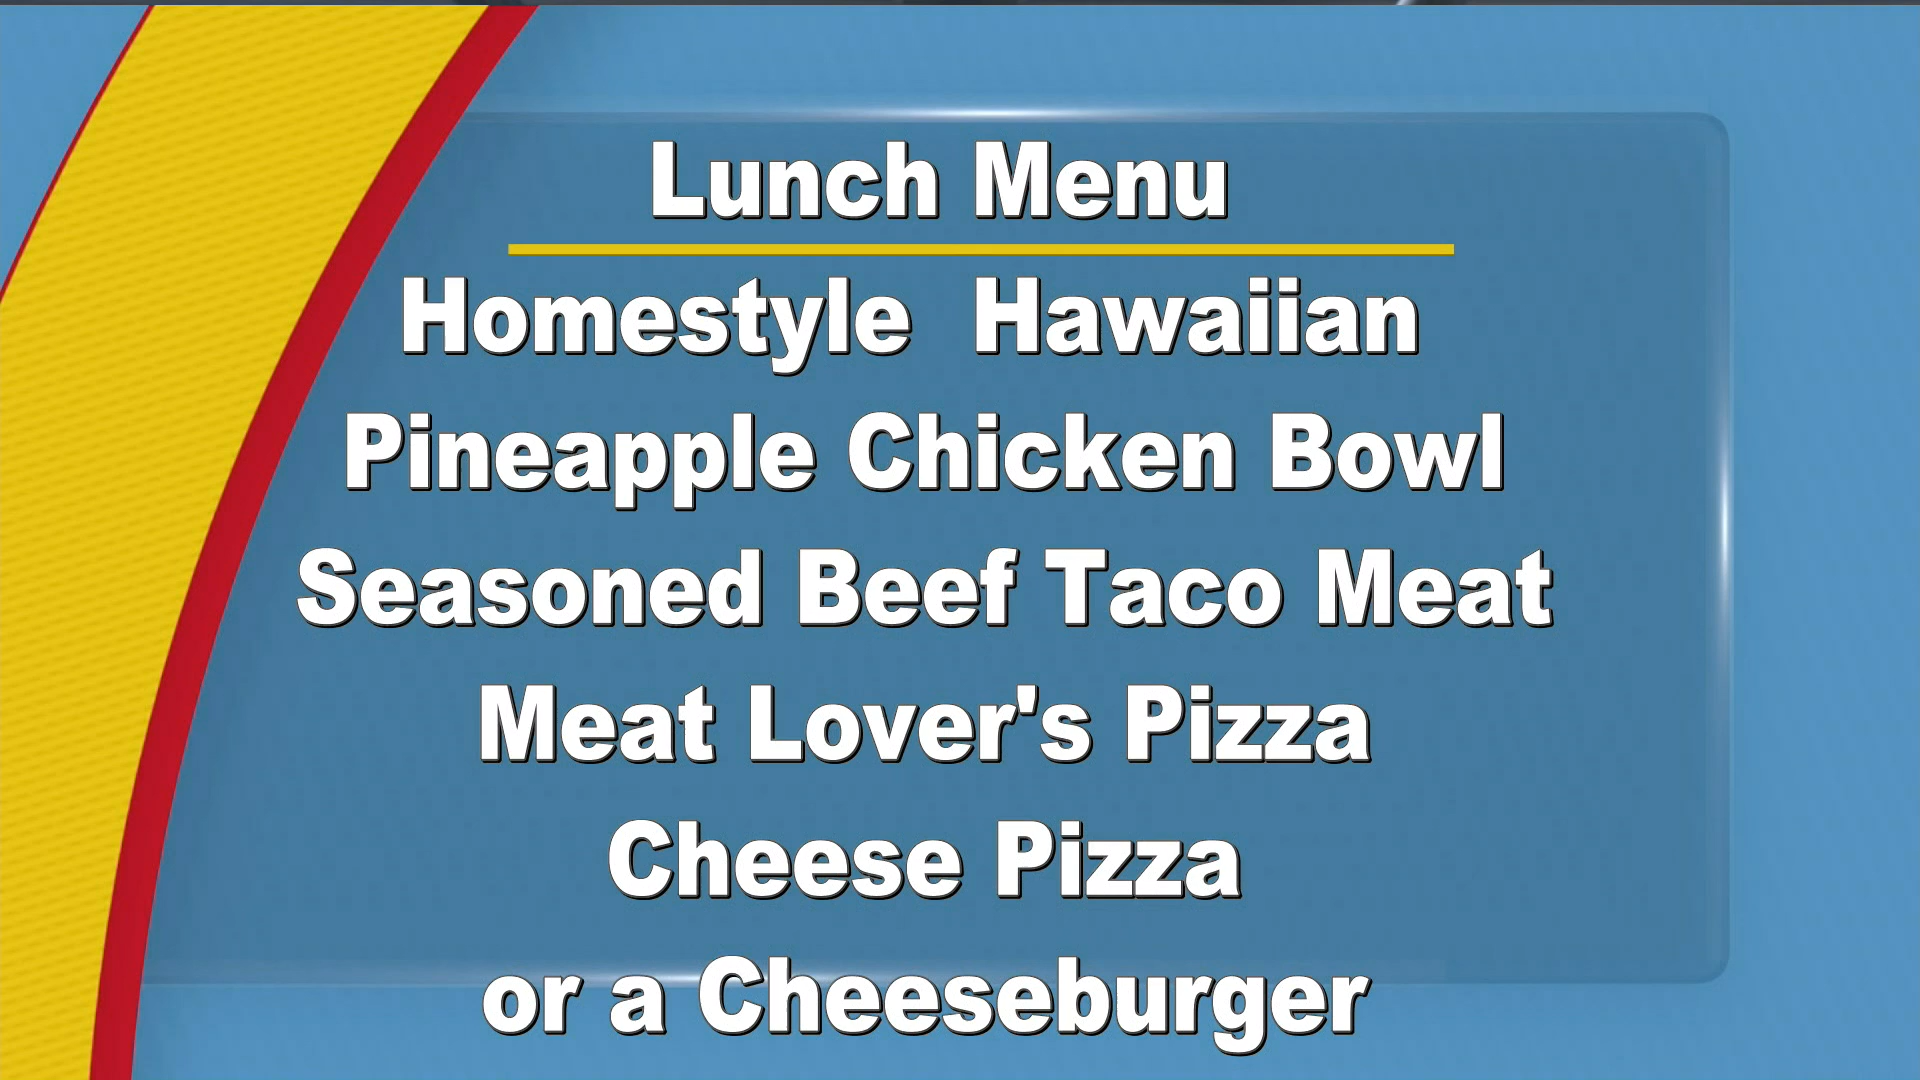 Lunch Menu
Homestyle  Hawaiian
Pineapple Chicken Bowl
Seasoned Beef Taco Meat
Meat Lover's Pizza
Cheese Pizza
or a Cheeseburger